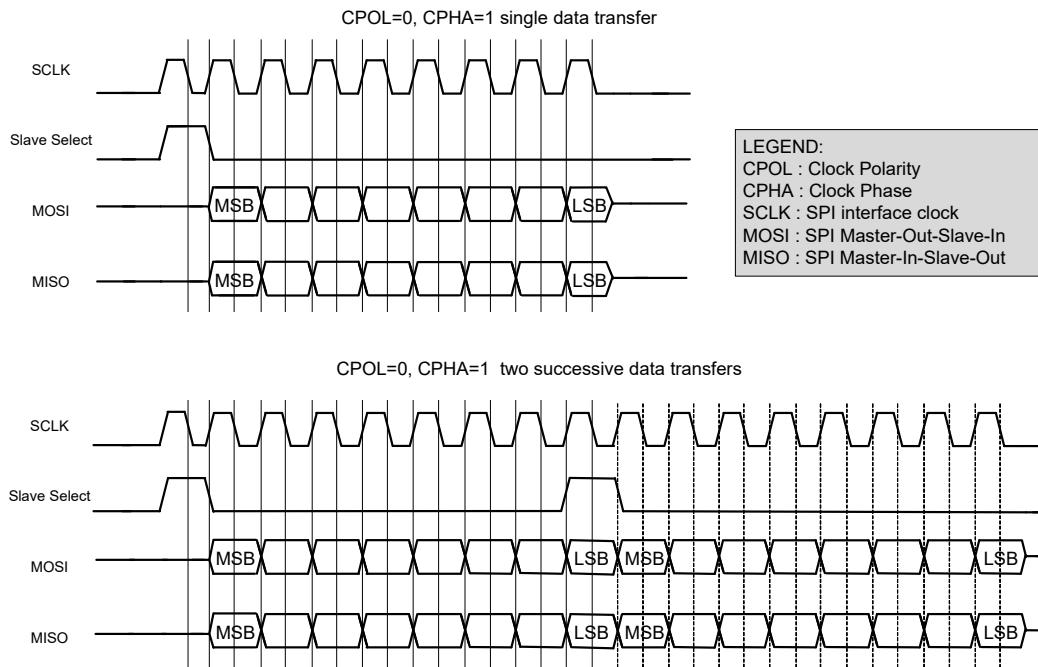 CPOL=0, CPHA=1 single data transfer
SCLK
Slave Select
MOSI
MSB
LSB
MISO
MSB
LSB
LEGEND:
CPOL : Clock Polarity
CPHA : Clock Phase
SCLK : SPI interface clock
MOSI : SPI Master-Out-Slave-In
MISO : SPI Master-In-Slave-Out
CPOL=0, CPHA=1 two successive data transfers
SCLK
Slave Select
MOSI
MSB
LSB
MSB
LSB
MISO
MSB
LSB
MSB
LSB